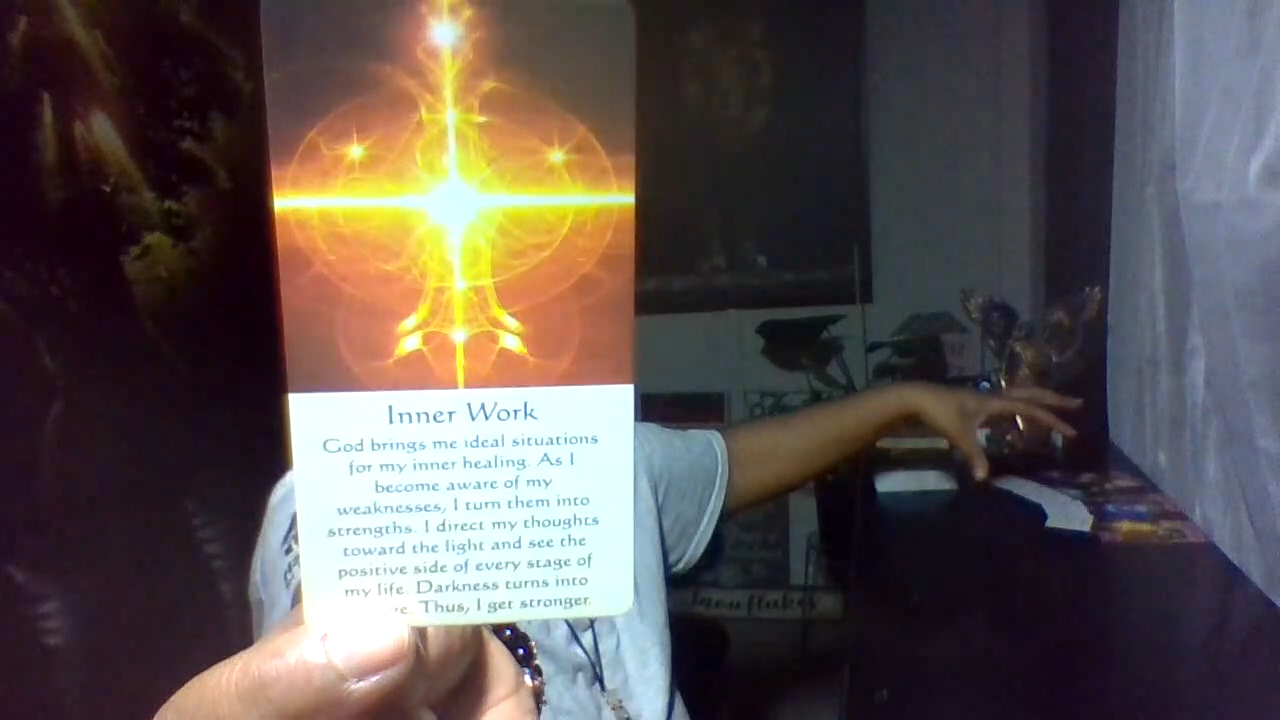 Inner Work
God brings me ideal situations
for my inner healing. As I
become aware of my
weaknesses, I turn them into
strengths. I direct my thoughts
toward the light and see the
positive side of every stage of
my life. Darkness turns into
Thus, I get stronger.
Snowflakes